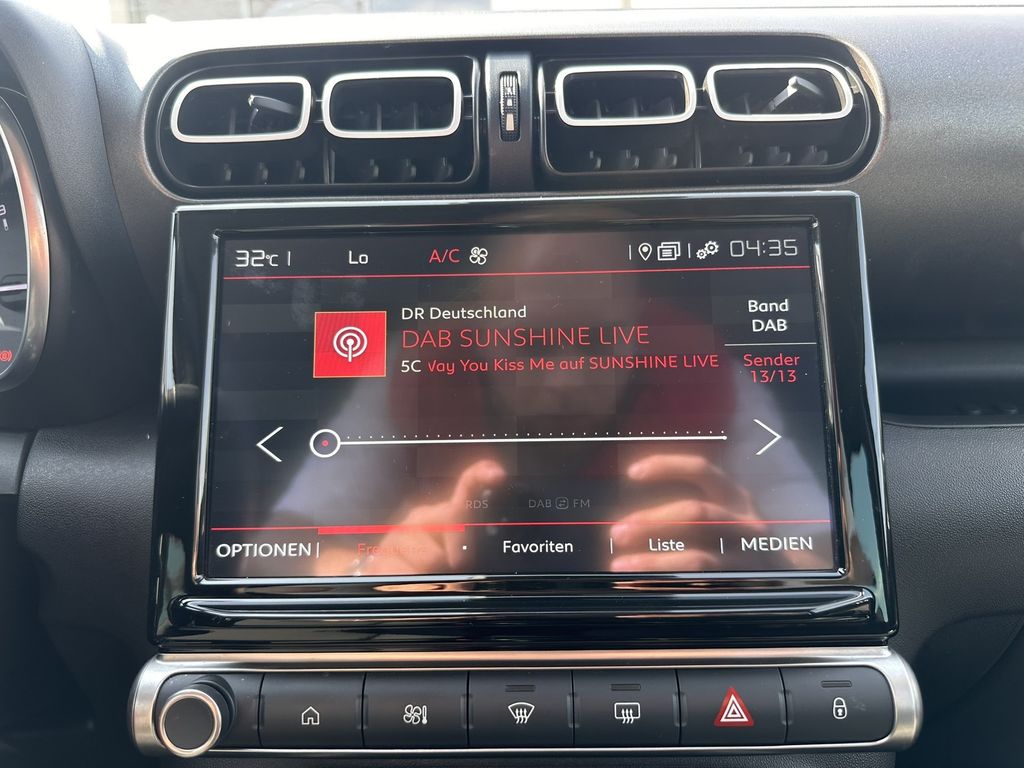 32°C Lo A/C 04:35
DR Deutschland
DAB SUNSHINE LIVE
5C Vay You Kiss Me auf SUNSHINE LIVE
Band
DAB
Sender
13/13
RDS DAB FM
OPTIONEN Frequenz Favoriten Liste MEDIEN